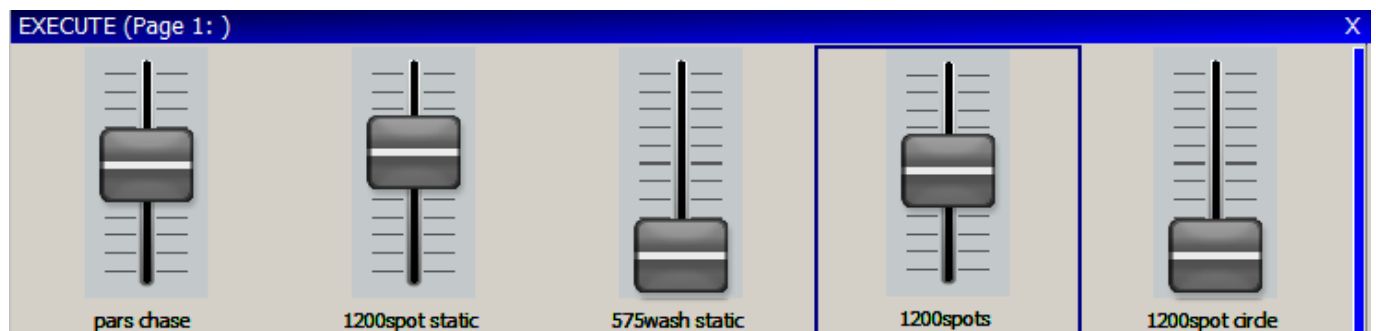 EXECUTE (Page 1: ) X
pars chase 1200spot static 575wash static 1200spots 1200spot circle